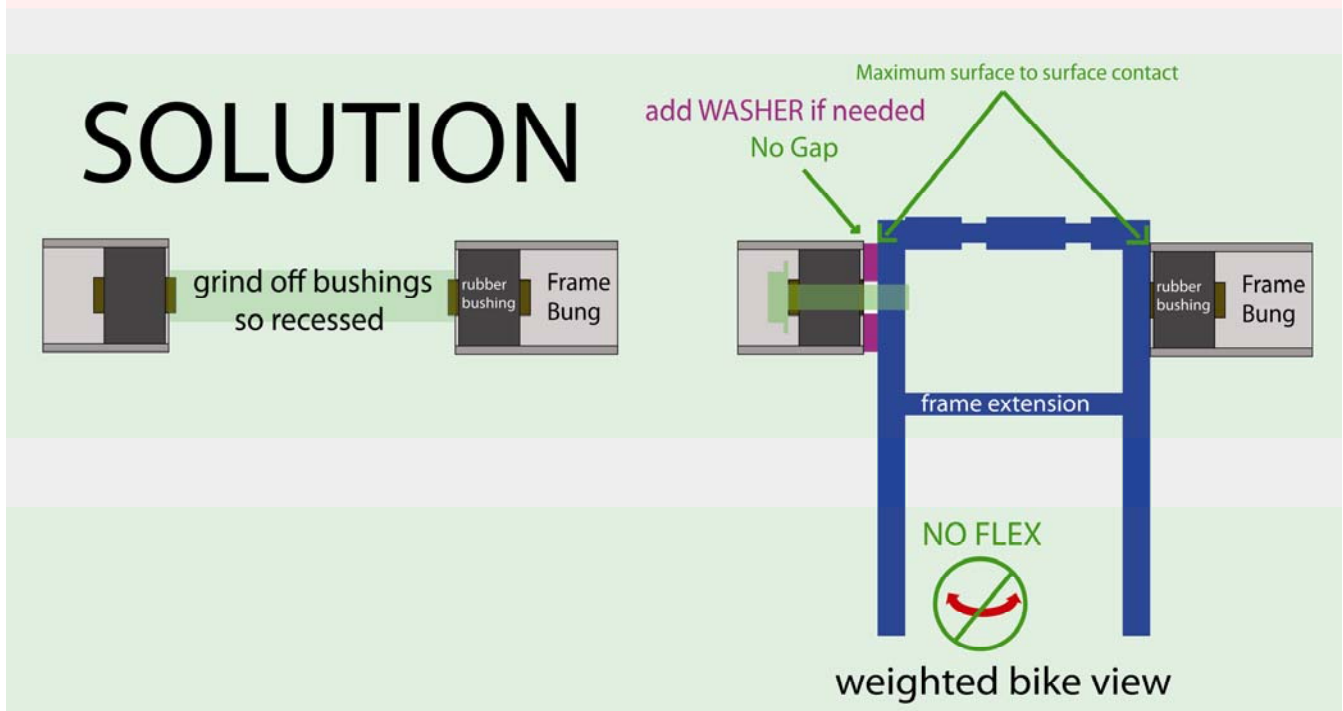 SOLUTION
grind off bushings
so recessed
rubber
bushing
Frame
Bung
Maximum surface to surface contact
add WASHER if needed
No Gap
rubber
bushing
Frame
Bung
frame extension
NO FLEX
weighted bike view